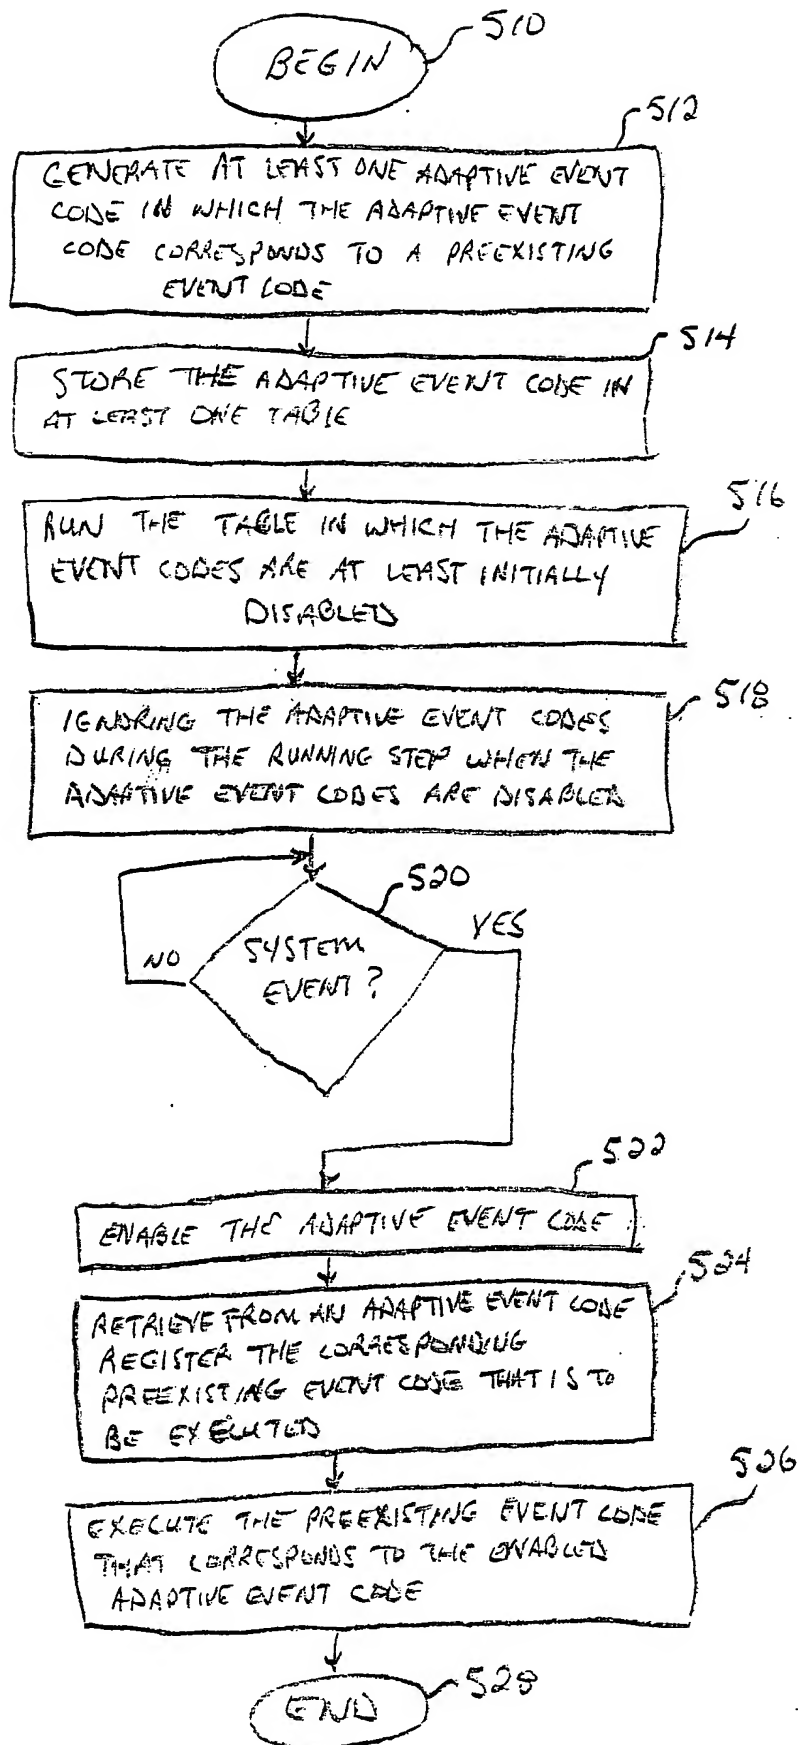 510
BEGIN
512
GENERATE AT LEAST ONE ADAPTIVE EVENT
CODE IN WHICH THE ADAPTIVE EVENT
CODE CORRESPONDS TO A PREEXISTING
EVENT CODE
514
STORE THE ADAPTIVE EVENT CODE IN
AT LEAST ONE TABLE
516
RUN THE TABLE IN WHICH THE ADAPTIVE
EVENT CODES ARE AT LEAST INITIALLY
DISABLED
518
IGNORING THE ADAPTIVE EVENT CODES
DURING THE RUNNING STEP WHEN THE
ADAPTIVE EVENT CODES ARE DISABLED
520
YES
NO
SYSTEM
EVENT?
522
ENABLE THE ADAPTIVE EVENT CODE
524
RETRIEVE FROM AN ADAPTIVE EVENT CODE
REGISTER THE CORRESPONDING
PREEXISTING EVENT CODE THAT IS TO
BE EXECUTED
526
EXECUTE THE PREEXISTING EVENT CODE
THAT CORRESPONDS TO THE ENABLED
ADAPTIVE EVENT CODE
528
END